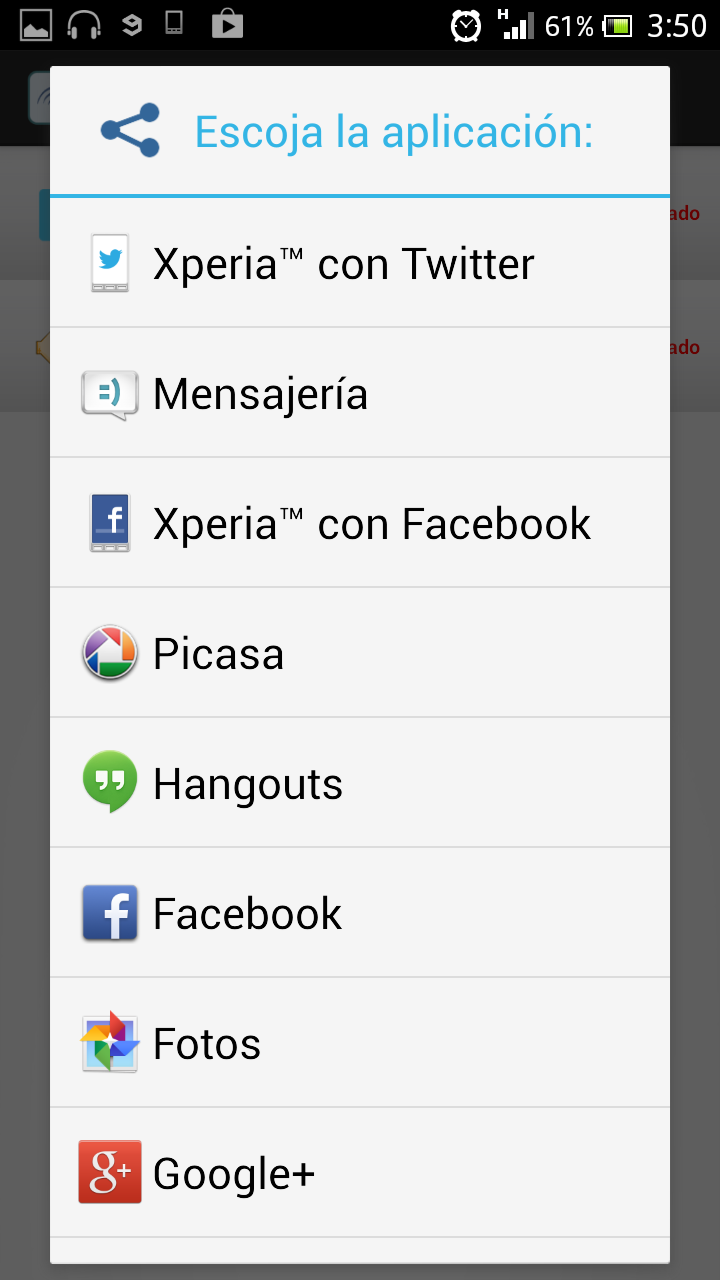 H 61% 3:50
Escoja la aplicación:
ado
Xperia™ con Twitter
ado
Mensajería
Xperia™ con Facebook
Picasa
Hangouts
Facebook
Fotos
Google+